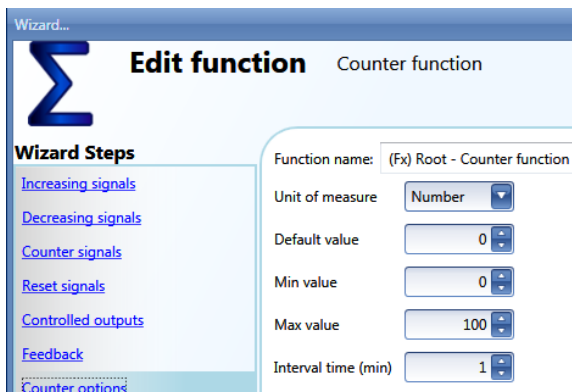 Wizard...
Σ
Edit function
Counter function
Wizard Steps
Increasing signals
Decreasing signals
Counter signals
Reset signals
Controlled outputs
Feedback
Counter options
Function name: (Fx) Root - Counter function
Unit of measure Number
Default value 0
Min value 0
Max value 100
Interval time (min) 1